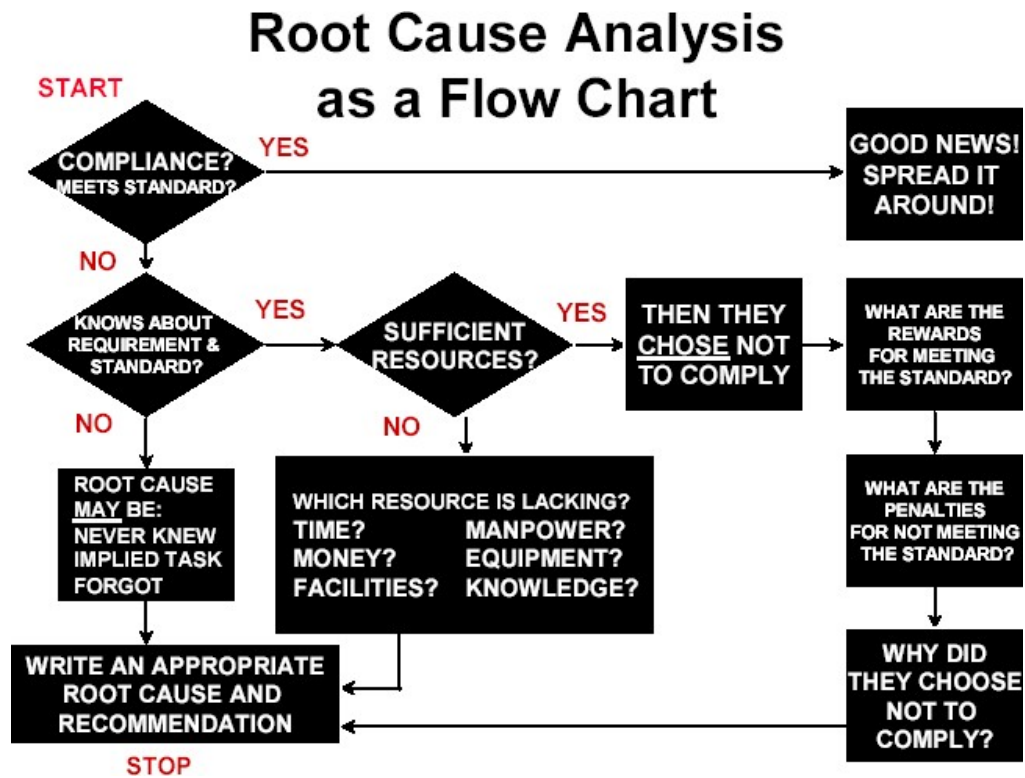 Root Cause Analysis
as a Flow Chart
START
COMPLIANCE?
MEETS STANDARD?
YES
GOOD NEWS!
SPREAD IT
AROUND!
NO
KNOWS ABOUT
REQUIREMENT &
STANDARD?
YES
SUFFICIENT
RESOURCES?
YES
THEN THEY
CHOSE NOT
TO COMPLY
WHAT ARE THE
REWARDS
FOR MEETING
THE STANDARD?
NO
NO
ROOT CAUSE
MAY BE:
NEVER KNEW
IMPLIED TASK
FORGOT
WHICH RESOURCE IS LACKING?
TIME? MANPOWER?
MONEY? EQUIPMENT?
FACILITIES? KNOWLEDGE?
WHAT ARE THE
PENALTIES
FOR NOT MEETING
THE STANDARD?
WRITE AN APPROPRIATE
ROOT CAUSE AND
RECOMMENDATION
WHY DID
THEY CHOOSE
NOT TO
COMPLY?
STOP